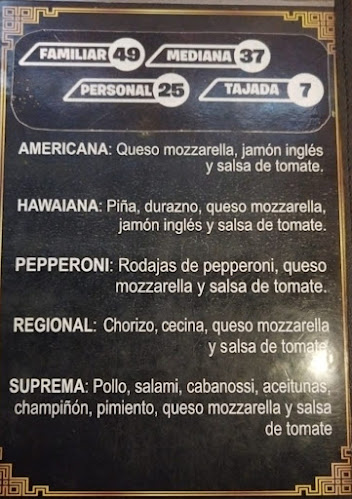 FAMILIAR 49 MEDIANA 37
PERSONAL 25 TAJADA 7
AMERICANA: Queso mozzarella, jamón inglés
y salsa de tomate.
HAWAIANA: Piña, durazno, queso mozzarella,
jamón inglés y salsa de tomate.
PEPPERONI: Rodajas de pepperoni, queso
mozzarella y salsa de tomate.
REGIONAL: Chorizo, cecina, queso mozzarella
y salsa de tomate
SUPREMA: Pollo, salami, cabanossi, aceitunas,
champiñón, pimiento, queso mozzarella y salsa
de tomate